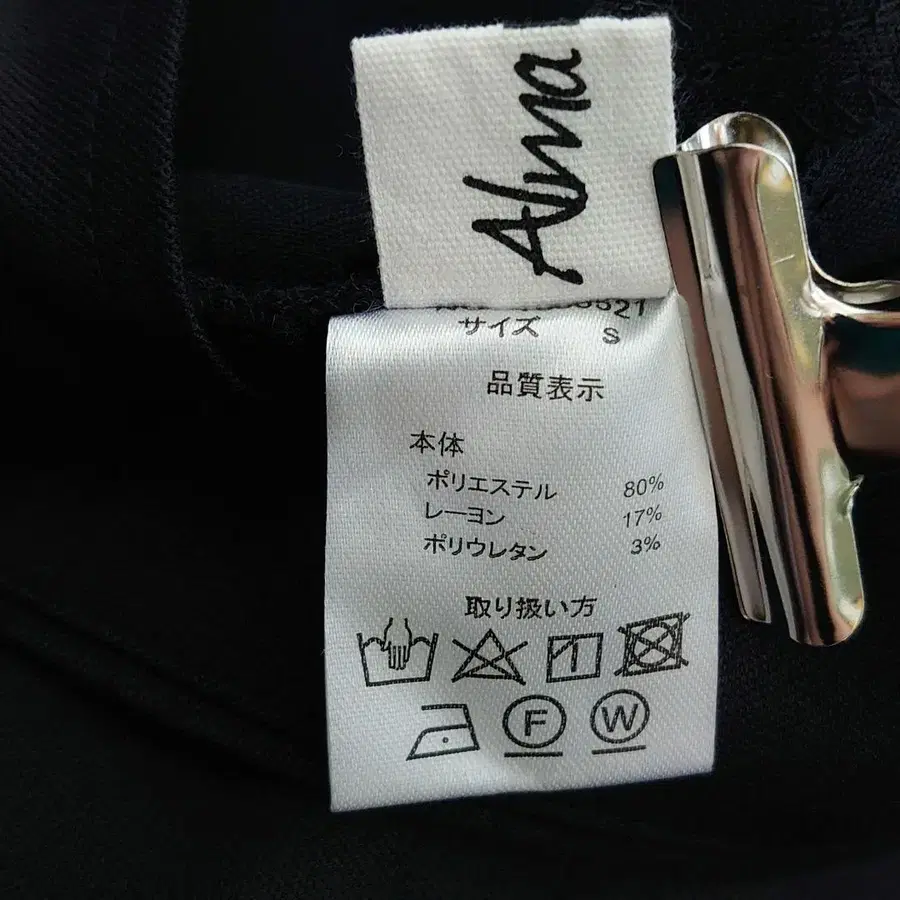 Alma
サイズ S
品質表示
本体
ポリエステル 80%
レーヨン 17%
ポリウレタン 3%
取り扱い方
F W